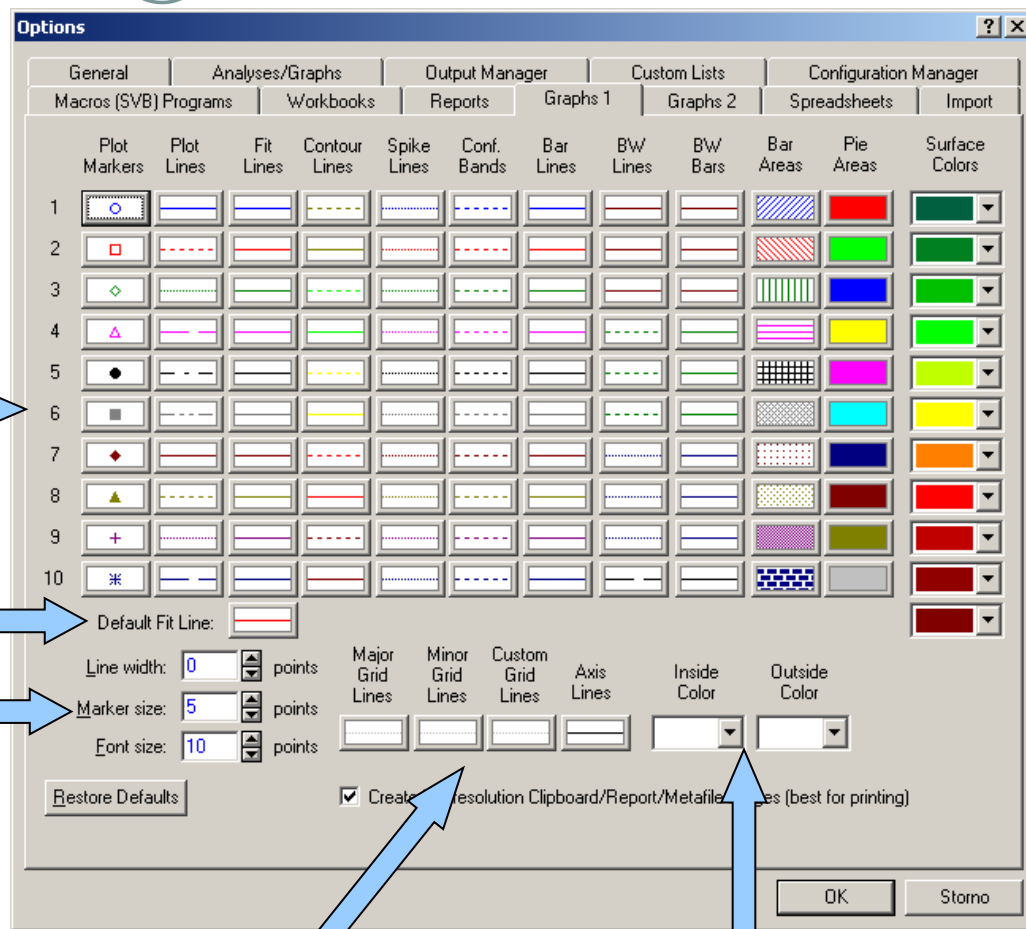 Options
General Analyses/Graphs Output Manager Custom Lists Configuration Manager
Macros (SVB) Programs Workbooks Reports Graphs 1 Graphs 2 Spreadsheets Import
Plot Markers Plot Lines Fit Lines Contour Lines Spike Lines Conf. Bands Bar Lines BW Lines BW Bars Bar Areas Pie Areas Surface Colors
1
2
3
4
5
6
7
8
9
10
Default Fit Line:
Line width: 0 points
Marker size: 5 points
Font size: 10 points
Major Grid Lines Minor Grid Lines Custom Grid Lines Axis Lines Inside Color Outside Color
Restore Defaults
Create resolution Clipboard/Report/Metafile (best for printing)
OK Storno